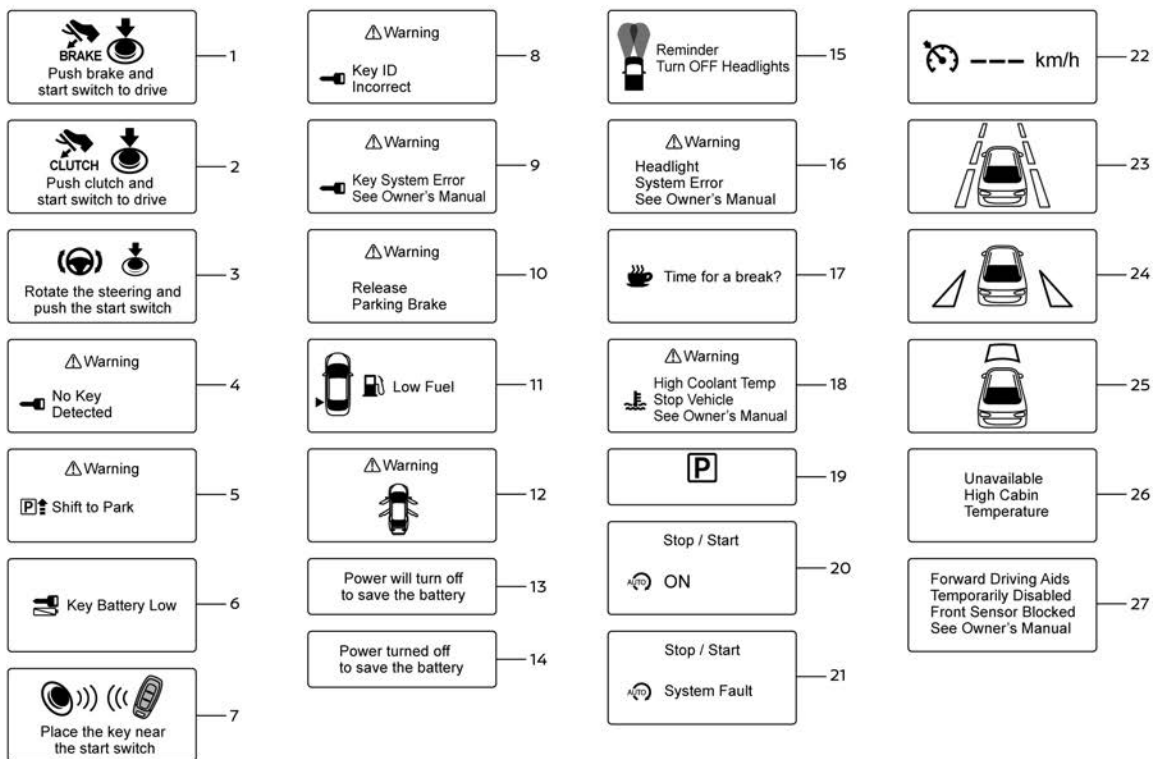 BRAKE
Push brake and
start switch to drive
1
CLUTCH
Push clutch and
start switch to drive
2
Rotate the steering and
push the start switch
3
Warning
No Key
Detected
4
Warning
P Shift to Park
5
Key Battery Low
6
Place the key near
the start switch
7
Warning
Key ID
Incorrect
8
Warning
Key System Error
See Owner's Manual
9
Warning
Release
Parking Brake
10
Low Fuel
11
Warning
12
Power will turn off
to save the battery
13
Power turned off
to save the battery
14
Reminder
Turn OFF Headlights
15
Warning
Headlight
System Error
See Owner's Manual
16
Time for a break?
17
Warning
High Coolant Temp
Stop Vehicle
See Owner's Manual
18
P
19
Stop / Start
AUTO ON
20
Stop / Start
AUTO System Fault
21
--- km/h
22
23
24
25
Unavailable
High Cabin
Temperature
26
Forward Driving Aids
Temporarily Disabled
Front Sensor Blocked
See Owner's Manual
27